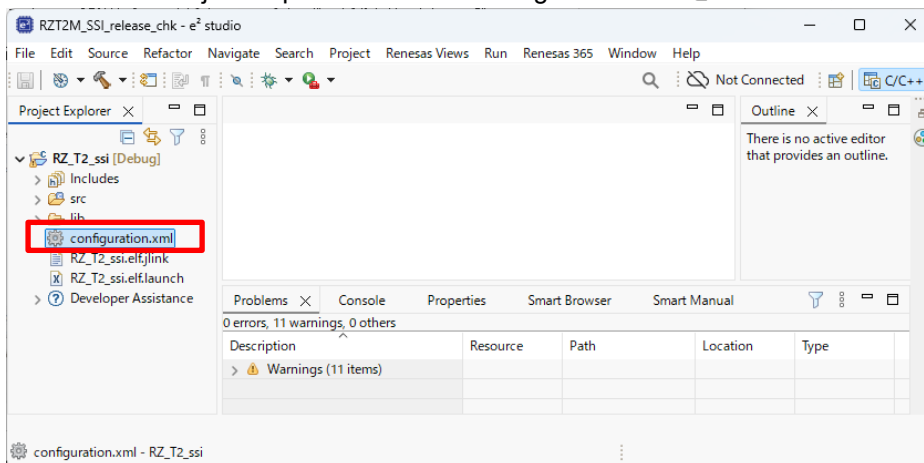 RZT2M_SSI_release_chk - e² studio
File Edit Source Refactor Navigate Search Project Renesas Views Run Renesas 365 Window Help
Not Connected C/C++
Project Explorer
Outline
There is no active editor
that provides an outline.
RZ_T2_ssi [Debug]
Includes
src
lib
configuration.xml
RZ_T2_ssi.elf.jlink
RZ_T2_ssi.elf.launch
Developer Assistance
Problems Console Properties Smart Browser Smart Manual
0 errors, 11 warnings, 0 others
Description Resource Path Location Type
Warnings (11 items)
configuration.xml - RZ_T2_ssi